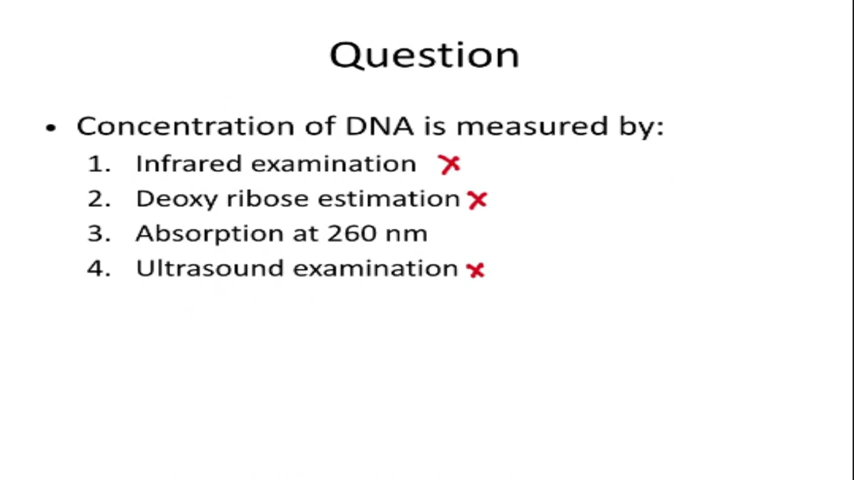 Question
• Concentration of DNA is measured by:
1. Infrared examination
2. Deoxy ribose estimation
3. Absorption at 260 nm
4. Ultrasound examination